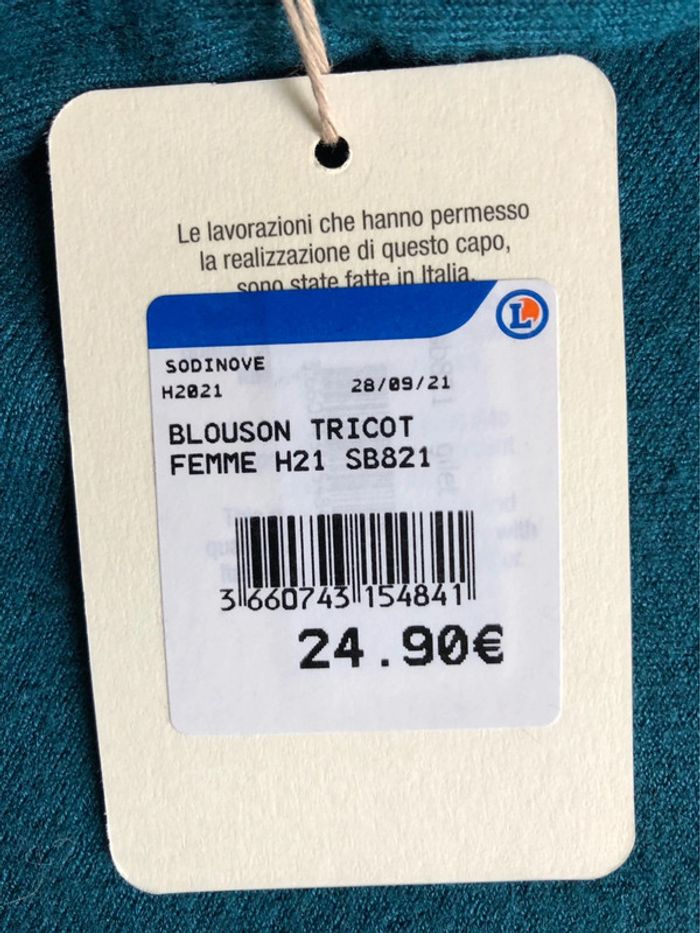 Le lavorazioni che hanno permesso
la realizzazione di questo capo,
sono state fatte in Italia.
L
SODINOVE
H2021 28/09/21
BLOUSON TRICOT
FEMME H21 SB821
3 660743 154841
24.90€